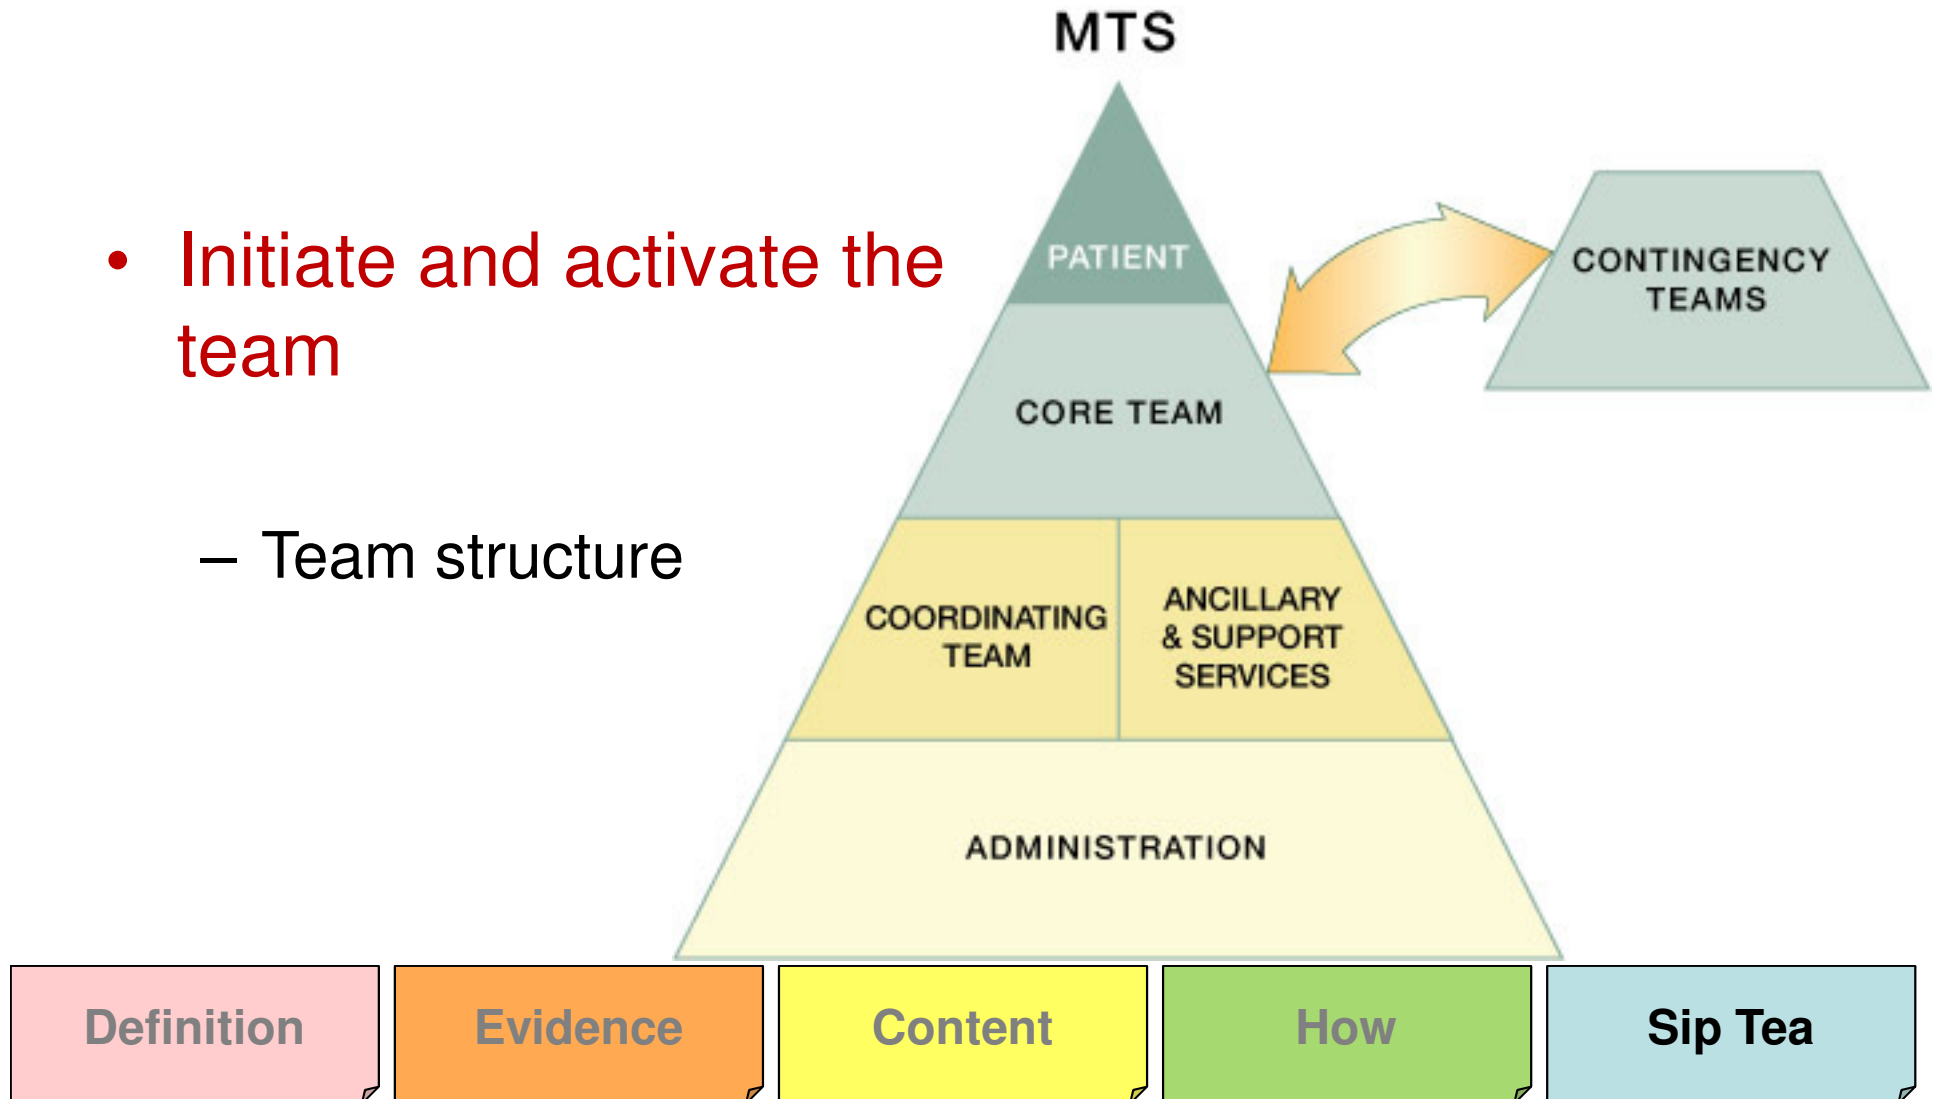 MTS
• Initiate and activate the
team
– Team structure
PATIENT
CORE TEAM
COORDINATING
TEAM
ANCILLARY
& SUPPORT
SERVICES
ADMINISTRATION
CONTINGENCY
TEAMS
Definition
Evidence
Content
How
Sip Tea